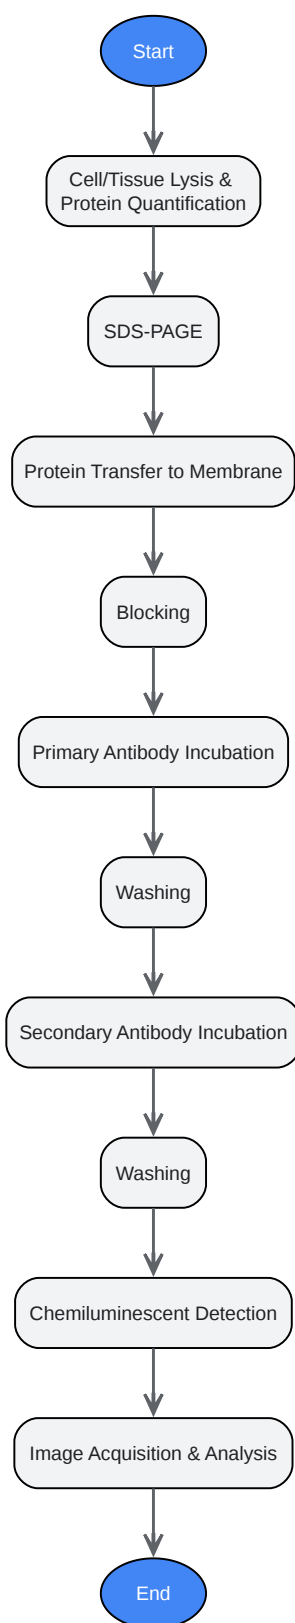 Start
Cell/Tissue Lysis &
Protein Quantification
SDS-PAGE
Protein Transfer to Membrane
Blocking
Primary Antibody Incubation
Washing
Secondary Antibody Incubation
Washing
Chemiluminescent Detection
Image Acquisition & Analysis
End